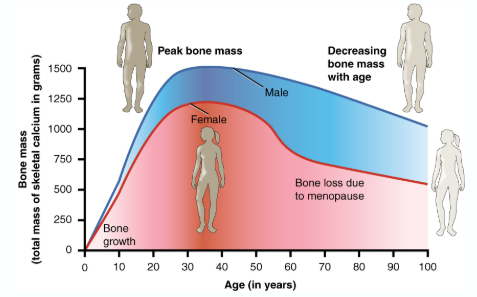 Peak bone mass
Decreasing
bone mass
with age
Bone mass
(total mass of skeletal calcium in grams)
1500
1250
1000
750
500
250
0
Male
Female
Bone loss due
to menopause
Bone
growth
0 10 20 30 40 50 60 70 80 90 100
Age (in years)